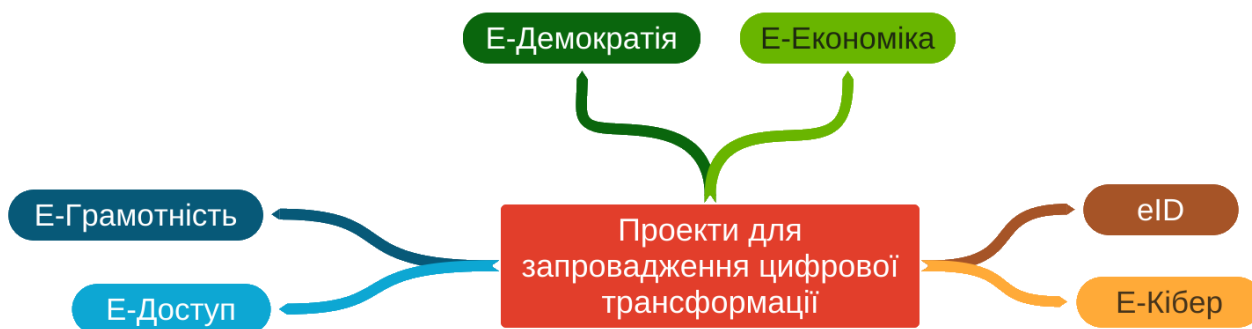 Е-Демократія
Е-Економіка
Е-Грамотність
Проекти для
запровадження цифрової
трансформації
eID
Е-Доступ
Е-Кібер